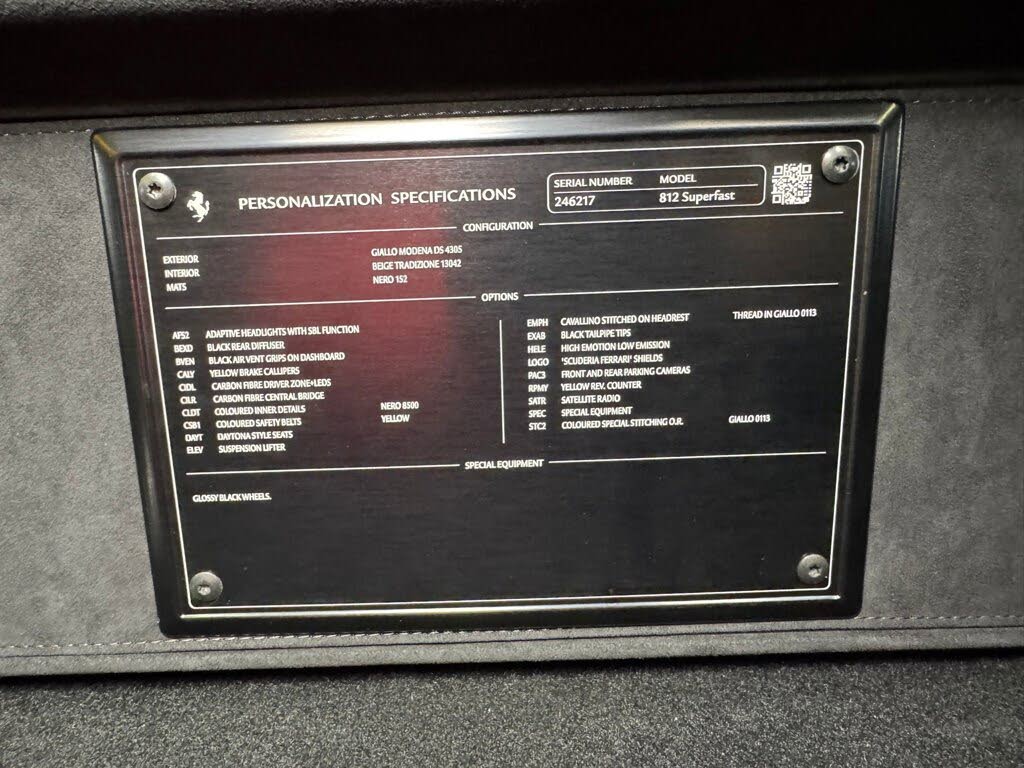 PERSONALIZATION SPECIFICATIONS
SERIAL NUMBER MODEL
246217 812 Superfast
CONFIGURATION
EXTERIOR GIALLO MODENA DS 4305
INTERIOR BEIGE TRADIZIONE 13042
MATS NERO 152
OPTIONS
AFS2 ADAPTIVE HEADLIGHTS WITH SBL FUNCTION
BEXD BLACK REAR DIFFUSER
BVEN BLACK AIR VENT GRIPS ON DASHBOARD
CALY YELLOW BRAKE CALLIPERS
CIDL CARBON FIBRE DRIVER ZONE+LEDS
CILR CARBON FIBRE CENTRAL BRIDGE
CLDT COLOURED INNER DETAILS NERO 8500
CSB1 COLOURED SAFETY BELTS YELLOW
DAYT DAYTONA STYLE SEATS
ELEV SUSPENSION LIFTER
EMPH CAVALLINO STITCHED ON HEADREST THREAD IN GIALLO 0113
EXAB BLACK TAILPIPE TIPS
HELE HIGH EMOTION LOW EMISSION
LOGO "SCUDERIA FERRARI" SHIELDS
PAC3 FRONT AND REAR PARKING CAMERAS
RPMY YELLOW REV. COUNTER
SATR SATELLITE RADIO
SPEC SPECIAL EQUIPMENT
STC2 COLOURED SPECIAL STITCHING O.R. GIALLO 0113
SPECIAL EQUIPMENT
GLOSSY BLACK WHEELS.